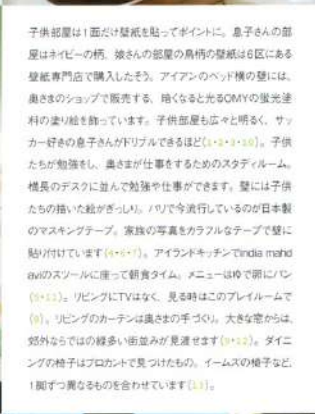 子供部屋は1面だけ壁紙を貼ってポイントに。息子さんの部
屋はネイビーの柄、娘さんの部屋の鳥柄の壁紙は6区にある
壁紙専門店で購入したそう。アイアンのベッド横の壁には、
奥さまのショップで販売する、暗くなると光るOMYの蛍光塗
料の塗り絵を飾っています。子供部屋も広々と明るく、サッ
カー好きの息子さんがドリブルできるほど(1・2・3・10)。子供
たちが勉強をし、奥さまが仕事をするためのスタディルーム。
横長のデスクに並んで勉強や仕事ができます。壁には子供
たちの描いた絵がぎっしり。パリで今流行しているのが日本製
のマスキングテープ。家族の写真をカラフルなテープで壁に
貼り付けています(4・6・7)。アイランドキッチンでindia mahd
aviのスツールに座って朝食タイム。メニューはゆで卵にパン
(5・11)。リビングにTVはなく、見る時はこのプレイルームで
(8)。リビングのカーテンは奥さまの手づくり。大きな窓からは、
郊外ならではの緑多い街並みが見渡せます(9・12)。ダイニ
ングの椅子はブロカントで見つけたもの。イームズの椅子など、
1脚ずつ異なるものを合わせています(13)。